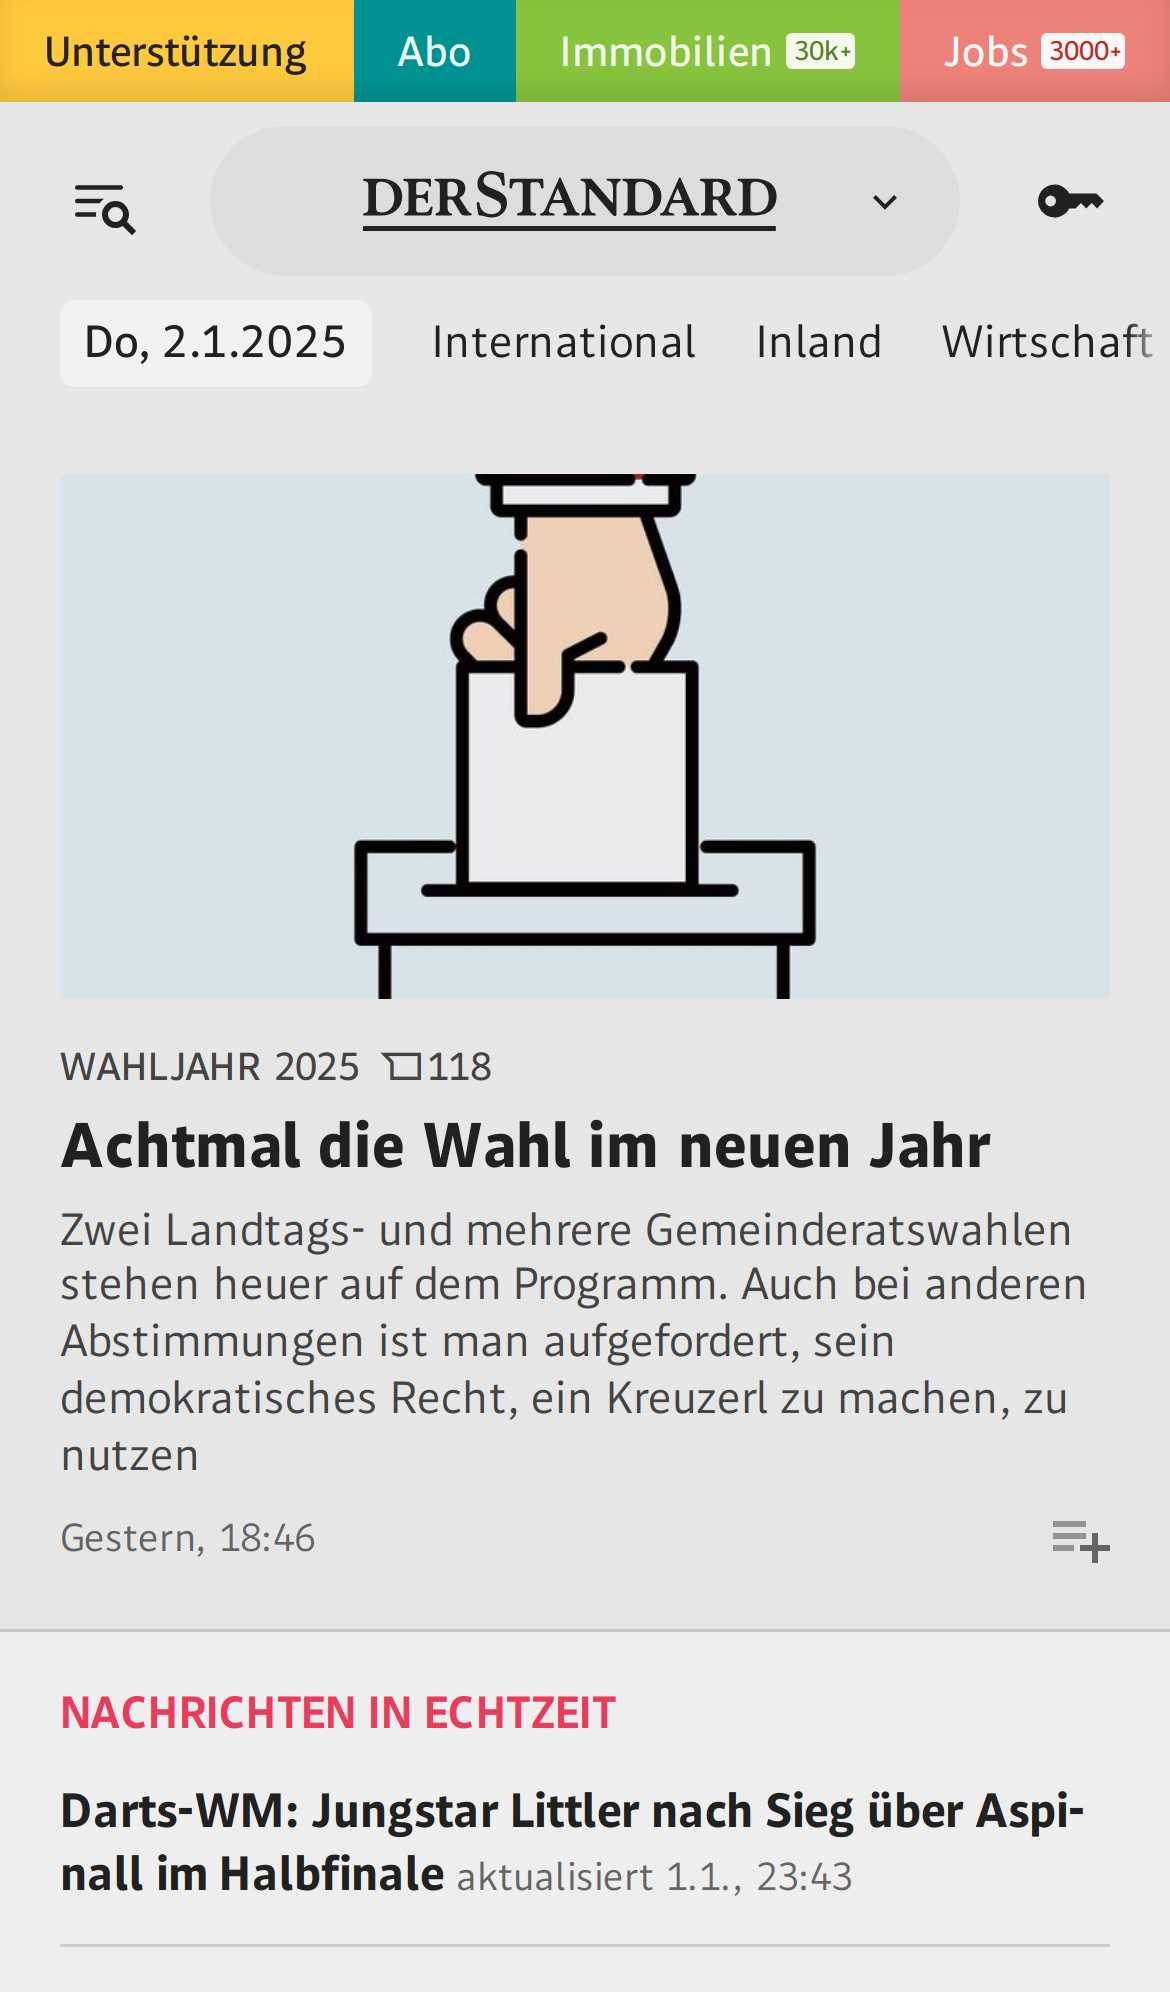 Unterstützung Abo Immobilien 30k+ Jobs 3000+
DERSTANDARD
Do, 2.1.2025 International Inland Wirtschaft
WAHLJAHR 2025 118
Achtmal die Wahl im neuen Jahr
Zwei Landtags- und mehrere Gemeinderatswahlen
stehen heuer auf dem Programm. Auch bei anderen
Abstimmungen ist man aufgefordert, sein
demokratisches Recht, ein Kreuzerl zu machen, zu
nutzen
Gestern, 18:46
NACHRICHTEN IN ECHTZEIT
Darts-WM: Jungstar Littler nach Sieg über Aspi-
nall im Halbfinale aktualisiert 1.1., 23:43